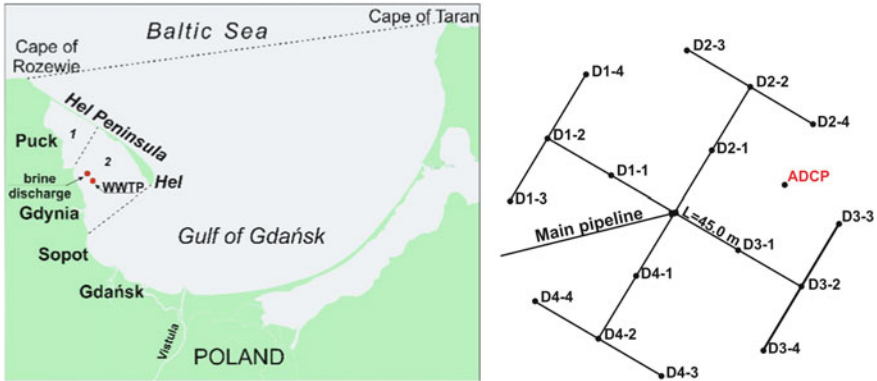 Cape of Taran
Baltic Sea
Cape of
Rozewie
Hel Peninsula
Puck
1
2
brine
discharge
WWTP
Hel
Gdynia
Gulf of Gdańsk
Sopot
Gdańsk
Vistula
POLAND
D2-3
D1-4
D2-2
D2-4
D1-2
D2-1
D1-1
ADCP
D1-3
L=45.0 m
D3-3
Main pipeline
D3-1
D4-1
D3-2
D4-4
D4-2
D3-4
D4-3